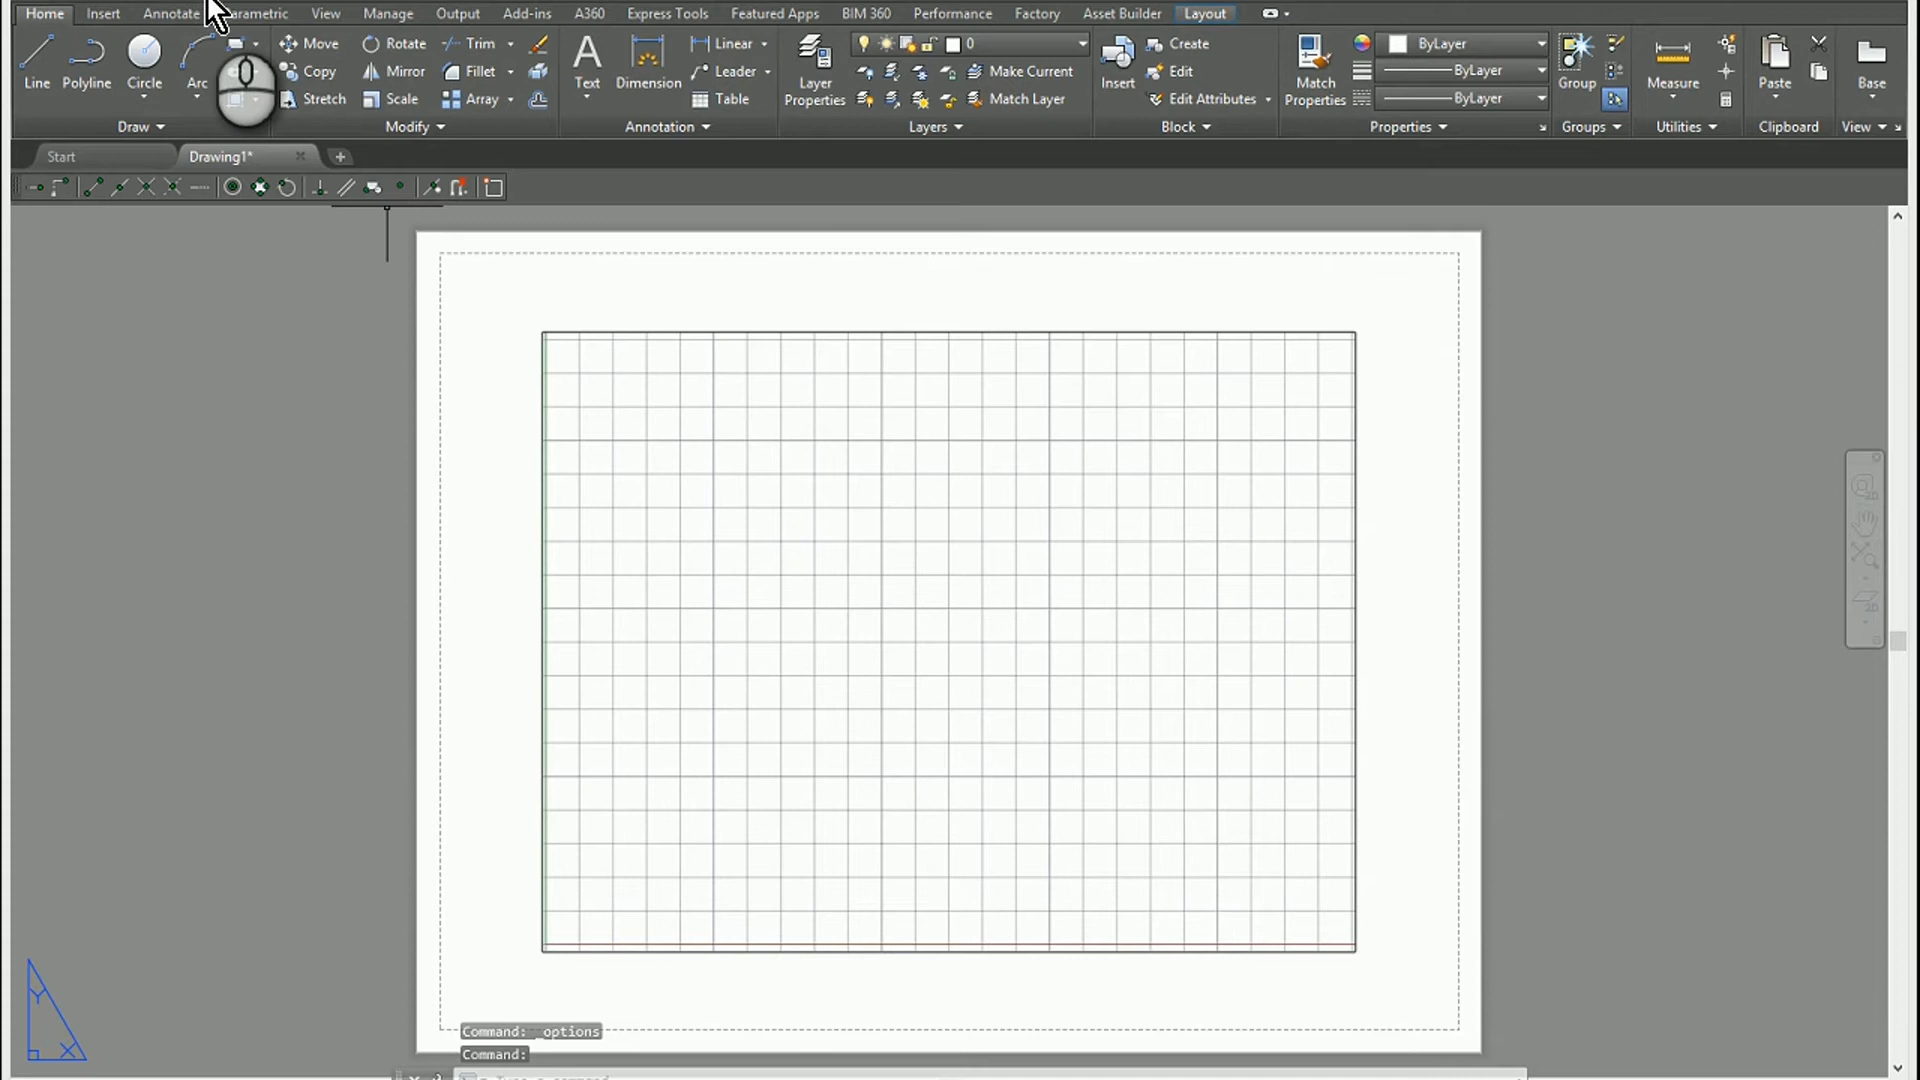 Home Insert Annotate arametric View Manage Output Add-ins A360 Express Tools Featured Apps BIM 360 Performance Factory Asset Builder Layout
Move Rotate Trim Linear 0 Create ByLayer
Line Polyline Circle Arc Copy Mirror Fillet Text Dimension Leader Layer Properties Make Current Insert Edit Match Properties ByLayer Group Measure Paste Base
Stretch Scale Array Table Match Layer Edit Attributes ByLayer
Draw Modify Annotation Layers Block Properties Groups Utilities Clipboard View
Start Drawing1*
Y
X
Command: _options
Command: